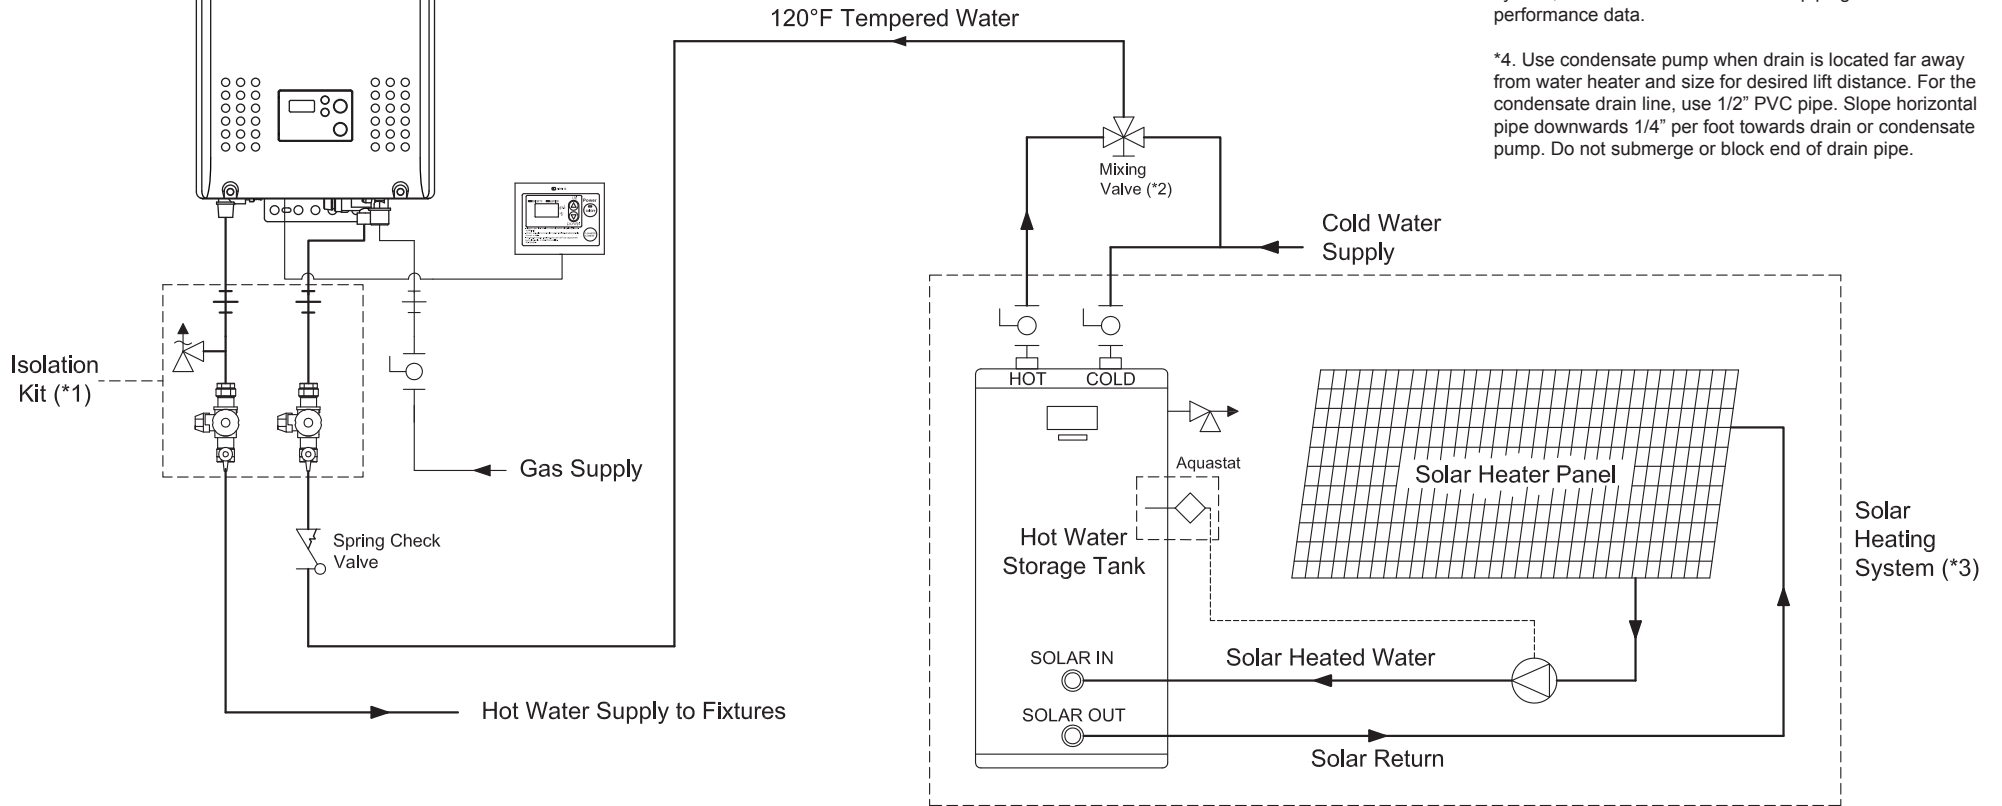 120°F Tempered Water
performance data.
*4. Use condensate pump when drain is located far away
from water heater and size for desired lift distance. For the
condensate drain line, use 1/2” PVC pipe. Slope horizontal
pipe downwards 1/4” per foot towards drain or condensate
pump. Do not submerge or block end of drain pipe.
Mixing
Valve (*2)
Power
Cold Water
Supply
Isolation
Kit (*1)
HOT
COLD
Gas Supply
Aquastat
Solar Heater Panel
Spring Check
Valve
Hot Water
Storage Tank
Solar
Heating
System (*3)
SOLAR IN
Solar Heated Water
Hot Water Supply to Fixtures
SOLAR OUT
Solar Return